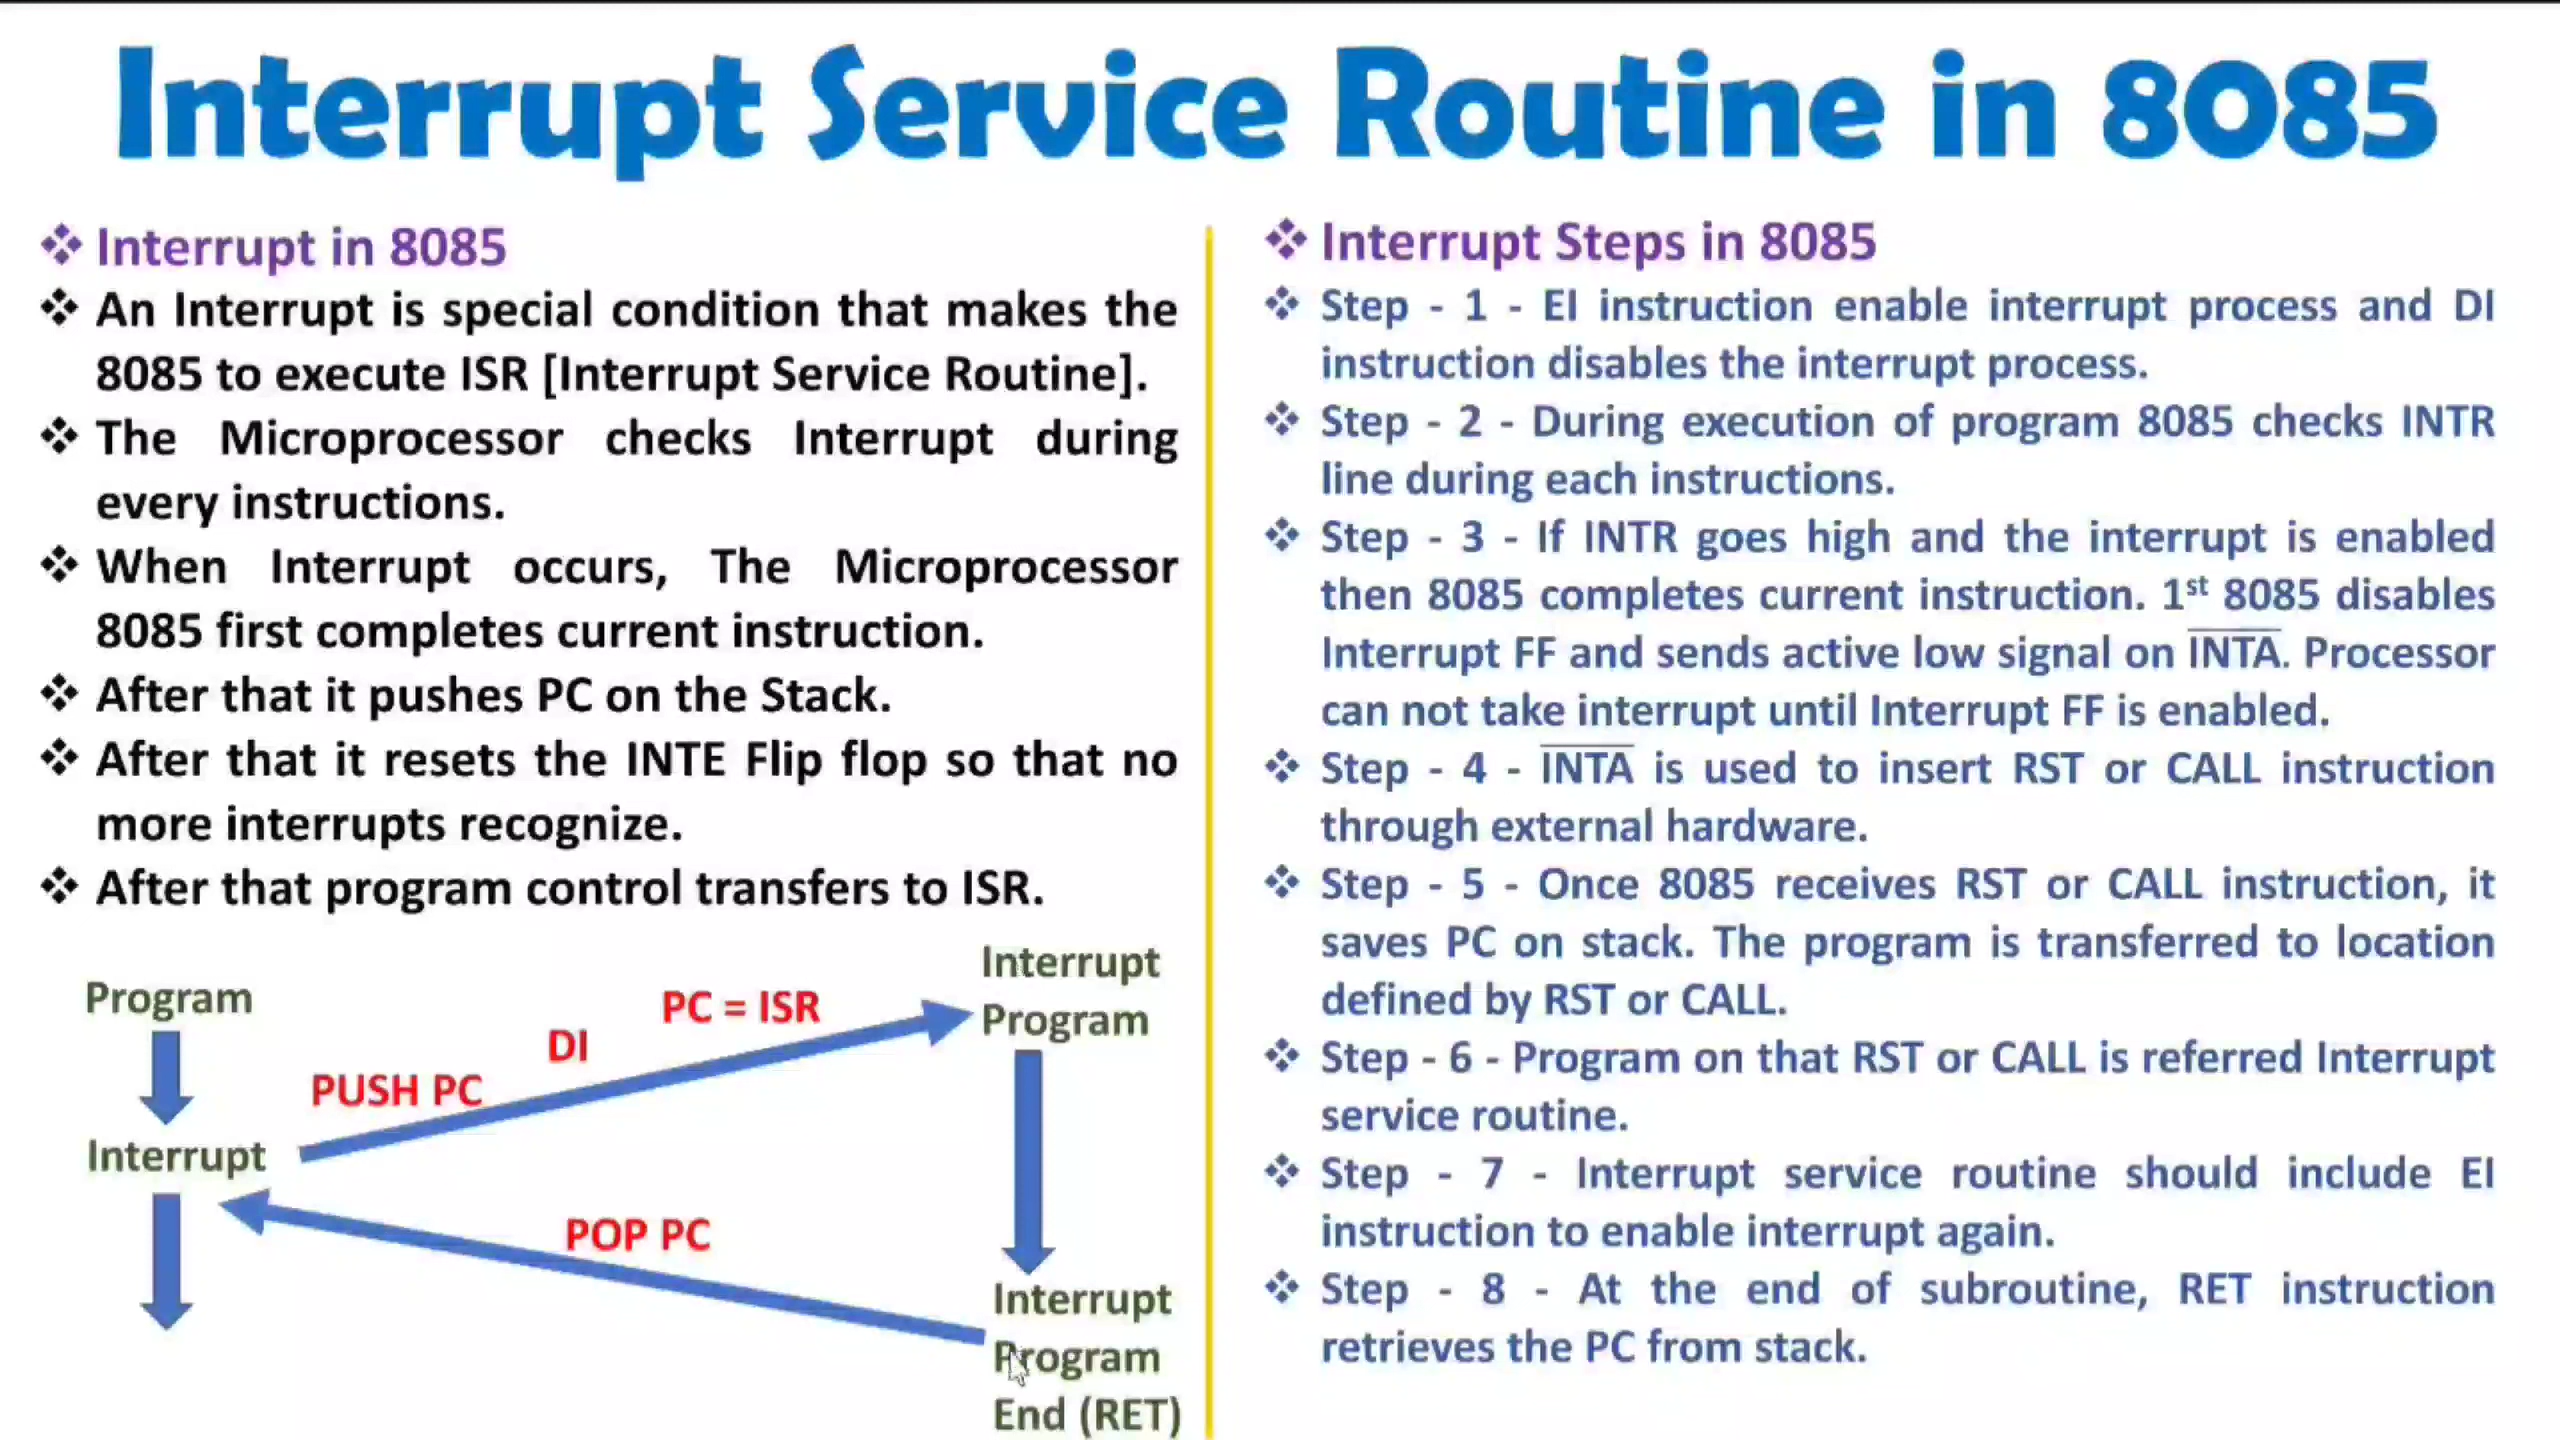 Interrupt Service Routine in 8085
❖ Interrupt in 8085
❖ An Interrupt is special condition that makes the
8085 to execute ISR [Interrupt Service Routine].
❖ The Microprocessor checks Interrupt during
every instructions.
❖ When Interrupt occurs, The Microprocessor
8085 first completes current instruction.
❖ After that it pushes PC on the Stack.
❖ After that it resets the INTE Flip flop so that no
more interrupts recognize.
❖ After that program control transfers to ISR.
Program
Interrupt
PUSH PC
DI
PC = ISR
Interrupt
Program
POP PC
Interrupt
Program
End (RET)
❖ Interrupt Steps in 8085
❖ Step - 1 - EI instruction enable interrupt process and DI
instruction disables the interrupt process.
❖ Step - 2 - During execution of program 8085 checks INTR
line during each instructions.
❖ Step - 3 - If INTR goes high and the interrupt is enabled
then 8085 completes current instruction. 1st 8085 disables
Interrupt FF and sends active low signal on I̅N̅T̅A̅. Processor
can not take interrupt until Interrupt FF is enabled.
❖ Step - 4 - I̅N̅T̅A̅ is used to insert RST or CALL instruction
through external hardware.
❖ Step - 5 - Once 8085 receives RST or CALL instruction, it
saves PC on stack. The program is transferred to location
defined by RST or CALL.
❖ Step - 6 - Program on that RST or CALL is referred Interrupt
service routine.
❖ Step - 7 - Interrupt service routine should include EI
instruction to enable interrupt again.
❖ Step - 8 - At the end of subroutine, RET instruction
retrieves the PC from stack.